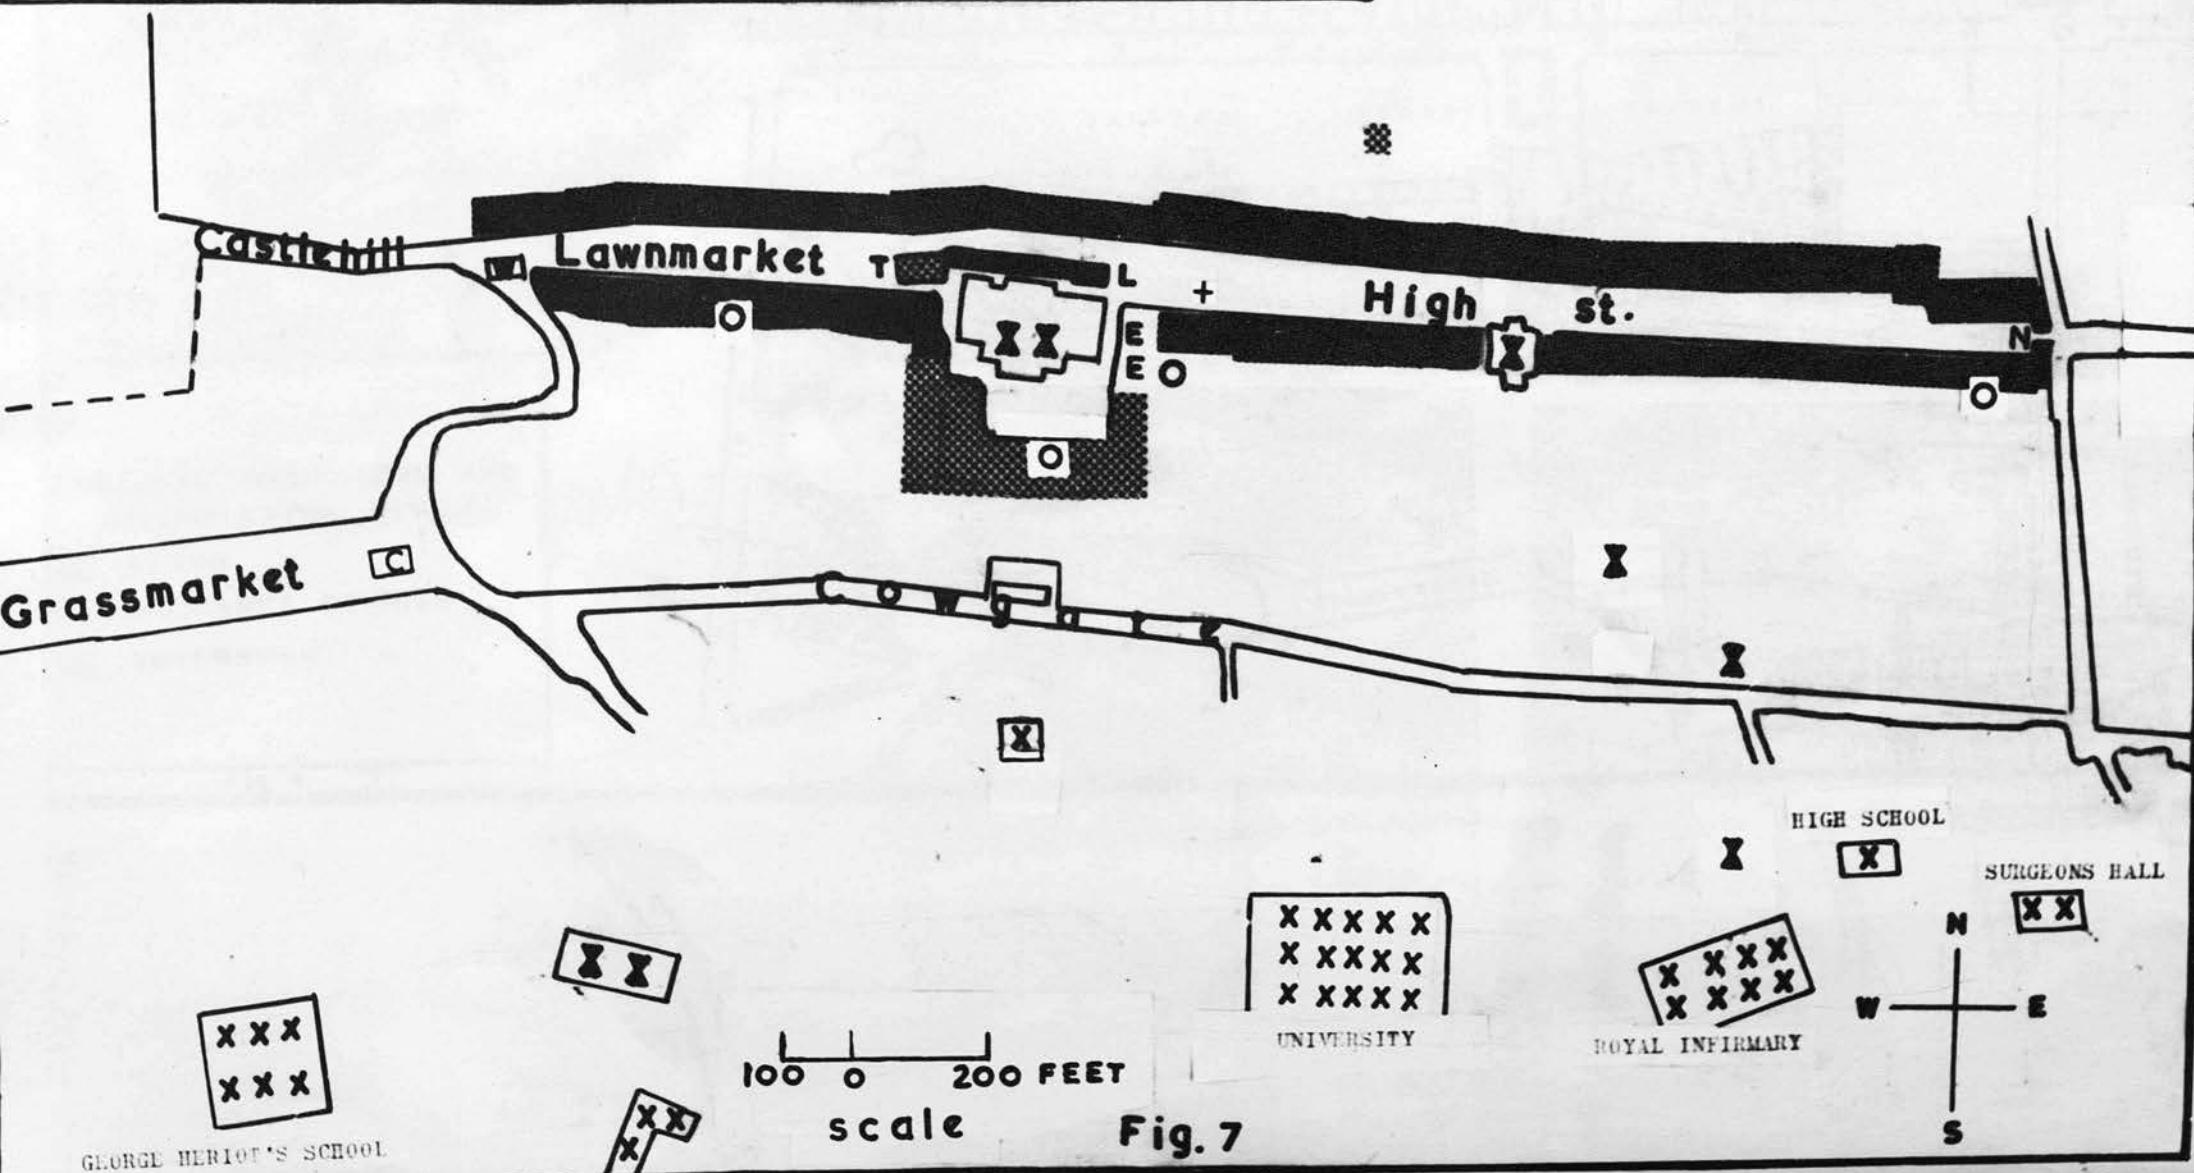 Castlehill
Lawnmarket
T
L
+
High st.
E
E
N
O
O
O
O
C
Grassmarket
Cowgate
X
HIGH SCHOOL
X
SURGEONS HALL
X X
X X X X X
X X X X X
X X X X X
UNIVERSITY
X X X X
X X X X
ROYAL INFIRMARY
N
W E
S
X X X
X X X
GEORGE HERIOT'S SCHOOL
X X
X
100 0 200 FEET
scale
Fig. 7